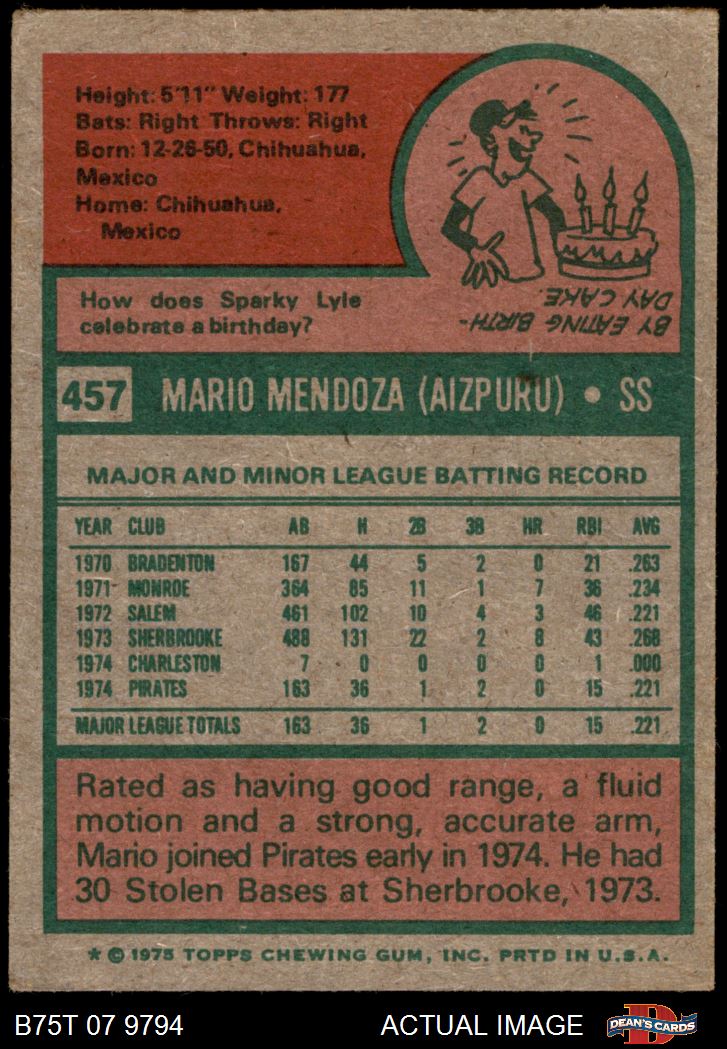 Height: 5'11" Weight: 177
Bats: Right Throws: Right
Born: 12-26-50, Chihuahua,
Mexico
Home: Chihuahua,
Mexico
How does Sparky Lyle
celebrate a birthday?
BY EATING BIRTH-
DAY CAKE.
457 MARIO MENDOZA (AIZPURU) • SS
MAJOR AND MINOR LEAGUE BATTING RECORD
YEAR CLUB AB H 2B 3B HR RBI AVG
1970 BRADENTON 167 44 5 2 0 21 .263
1971 MONROE 364 85 11 1 7 36 .234
1972 SALEM 461 102 10 4 3 46 .221
1973 SHERBROOKE 488 131 22 2 8 43 .268
1974 CHARLESTON 7 0 0 0 0 1 .000
1974 PIRATES 163 36 1 2 0 15 .221
MAJOR LEAGUE TOTALS 163 36 1 2 0 15 .221
Rated as having good range, a fluid
motion and a strong, accurate arm,
Mario joined Pirates early in 1974. He had
30 Stolen Bases at Sherbrooke, 1973.
* © 1975 TOPPS CHEWING GUM, INC. PRTD IN U.S.A.
B75T 07 9794 ACTUAL IMAGE
D
DEAN'S CARDS